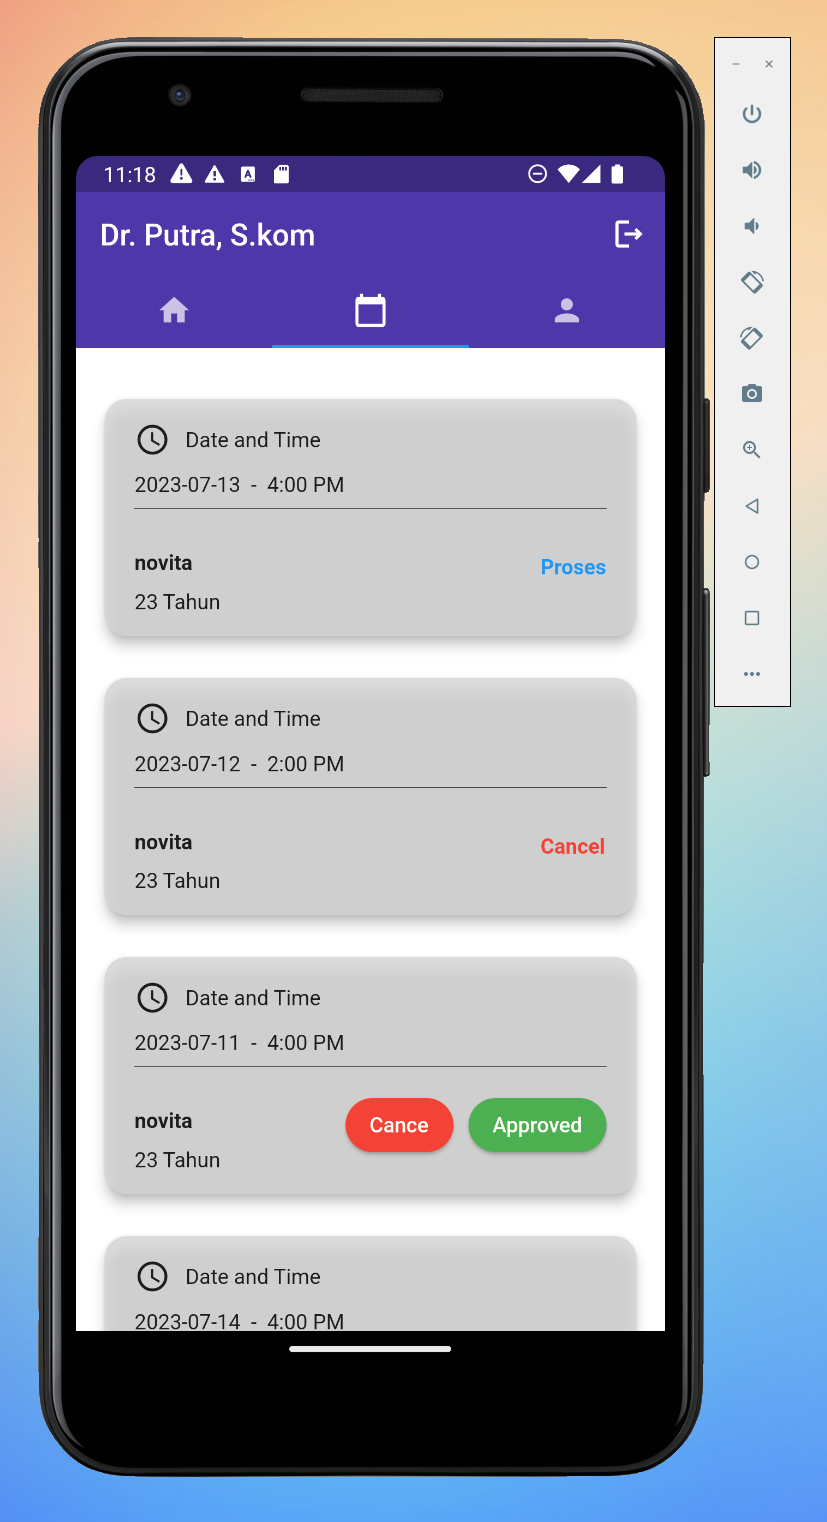 11:18
Dr. Putra, S.kom
Date and Time
2023-07-13 - 4:00 PM
novita
Proses
23 Tahun
Date and Time
2023-07-12 - 2:00 PM
novita
Cancel
23 Tahun
Date and Time
2023-07-11 - 4:00 PM
novita
Cance
Approved
23 Tahun
Date and Time
2023-07-14 - 4:00 PM